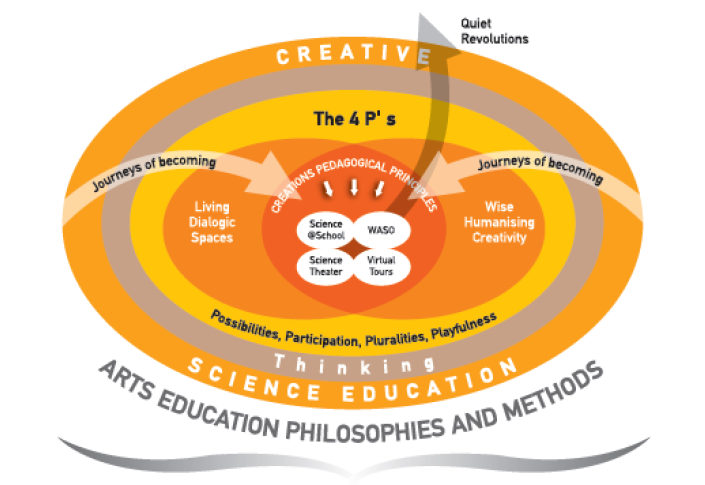 Quiet
Revolutions
CREATIVE
The 4 P' s
Journeys of becoming
Journeys of becoming
CREATIONS PEDAGOGICAL PRINCIPLES
Living
Dialogic
Spaces
Science
@School
WASO
Science
Theater
Virtual
Tours
Wise
Humanising
Creativity
Possibilities, Participation, Pluralities, Playfulness
Thinking
SCIENCE EDUCATION
ARTS EDUCATION PHILOSOPHIES AND METHODS